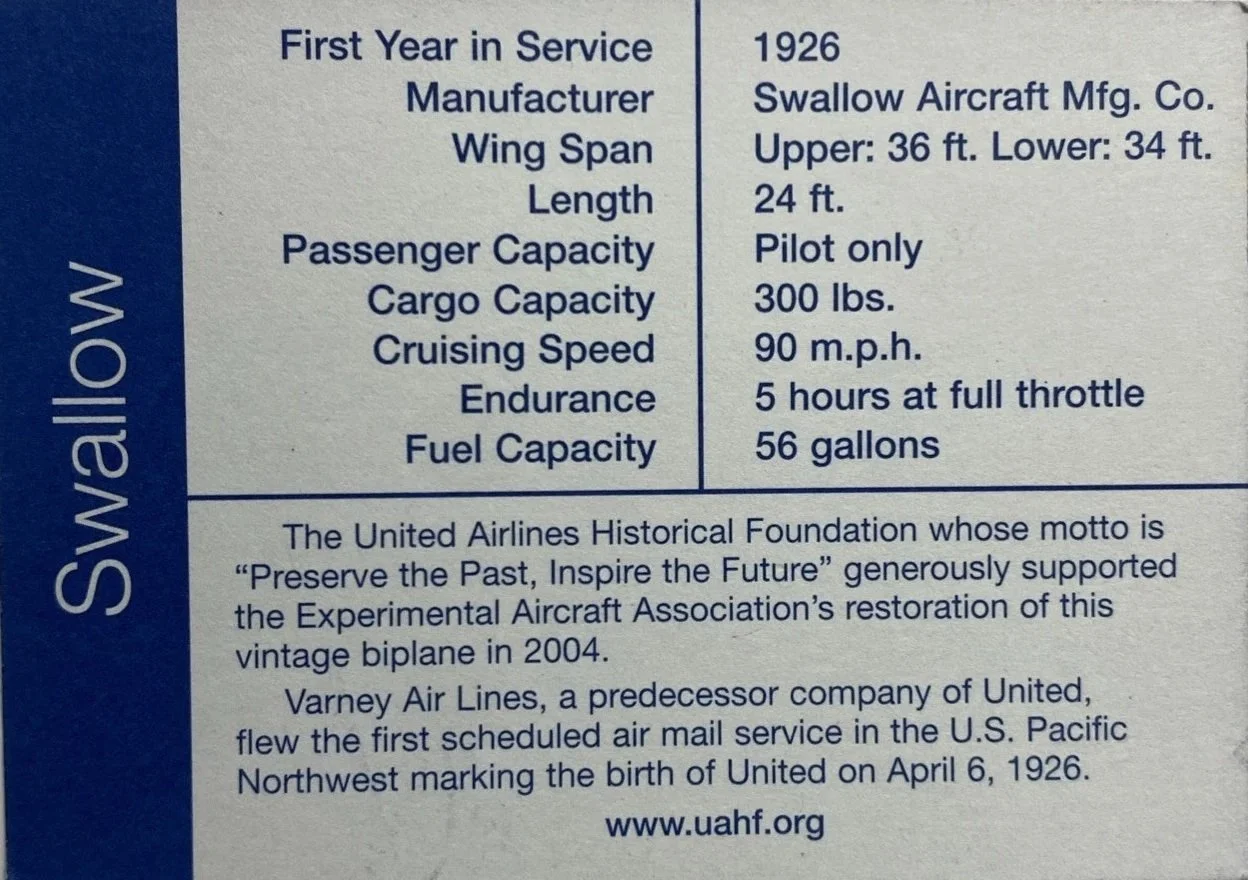 Swallow
First Year in Service 1926
Manufacturer Swallow Aircraft Mfg. Co.
Wing Span Upper: 36 ft. Lower: 34 ft.
Length 24 ft.
Passenger Capacity Pilot only
Cargo Capacity 300 lbs.
Cruising Speed 90 m.p.h.
Endurance 5 hours at full throttle
Fuel Capacity 56 gallons
The United Airlines Historical Foundation whose motto is
“Preserve the Past, Inspire the Future” generously supported
the Experimental Aircraft Association’s restoration of this
vintage biplane in 2004.
Varney Air Lines, a predecessor company of United,
flew the first scheduled air mail service in the U.S. Pacific
Northwest marking the birth of United on April 6, 1926.
www.uahf.org